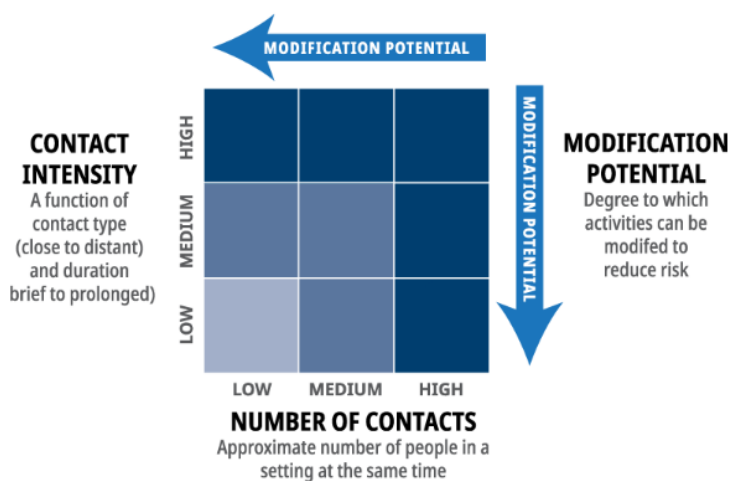 MODIFICATION POTENTIAL
CONTACT
INTENSITY
A function of
contact type
(close to distant)
and duration
brief to prolonged)
HIGH
MEDIUM
LOW
MODIFICATION POTENTIAL
MODIFICATION
POTENTIAL
Degree to which
activities can be
modifed to
reduce risk
LOW MEDIUM HIGH
NUMBER OF CONTACTS
Approximate number of people in a
setting at the same time